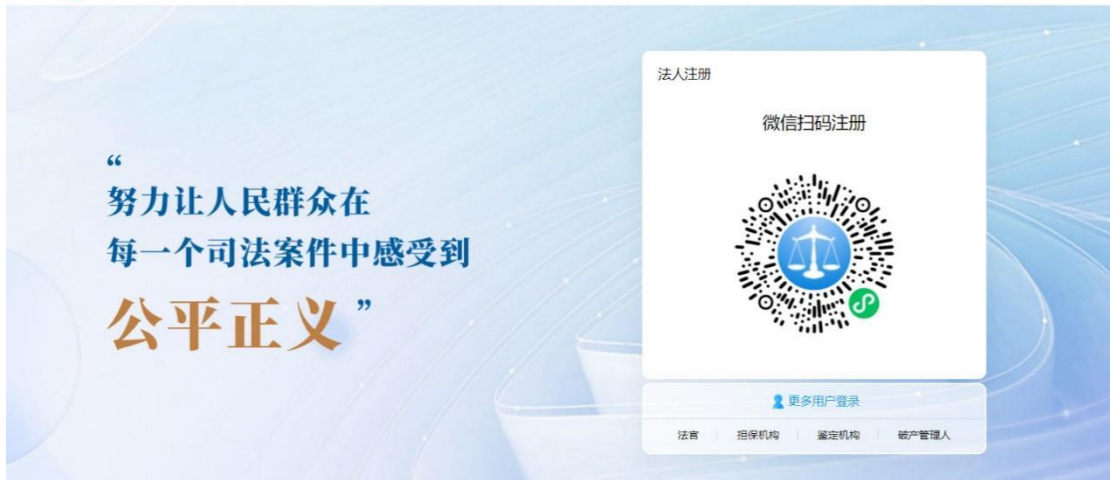 “
努力让人民群众在
每一个司法案件中感受到
公平正义”
法人注册
微信扫码注册
更多用户登录
法官 担保机构 鉴定机构 破产管理人